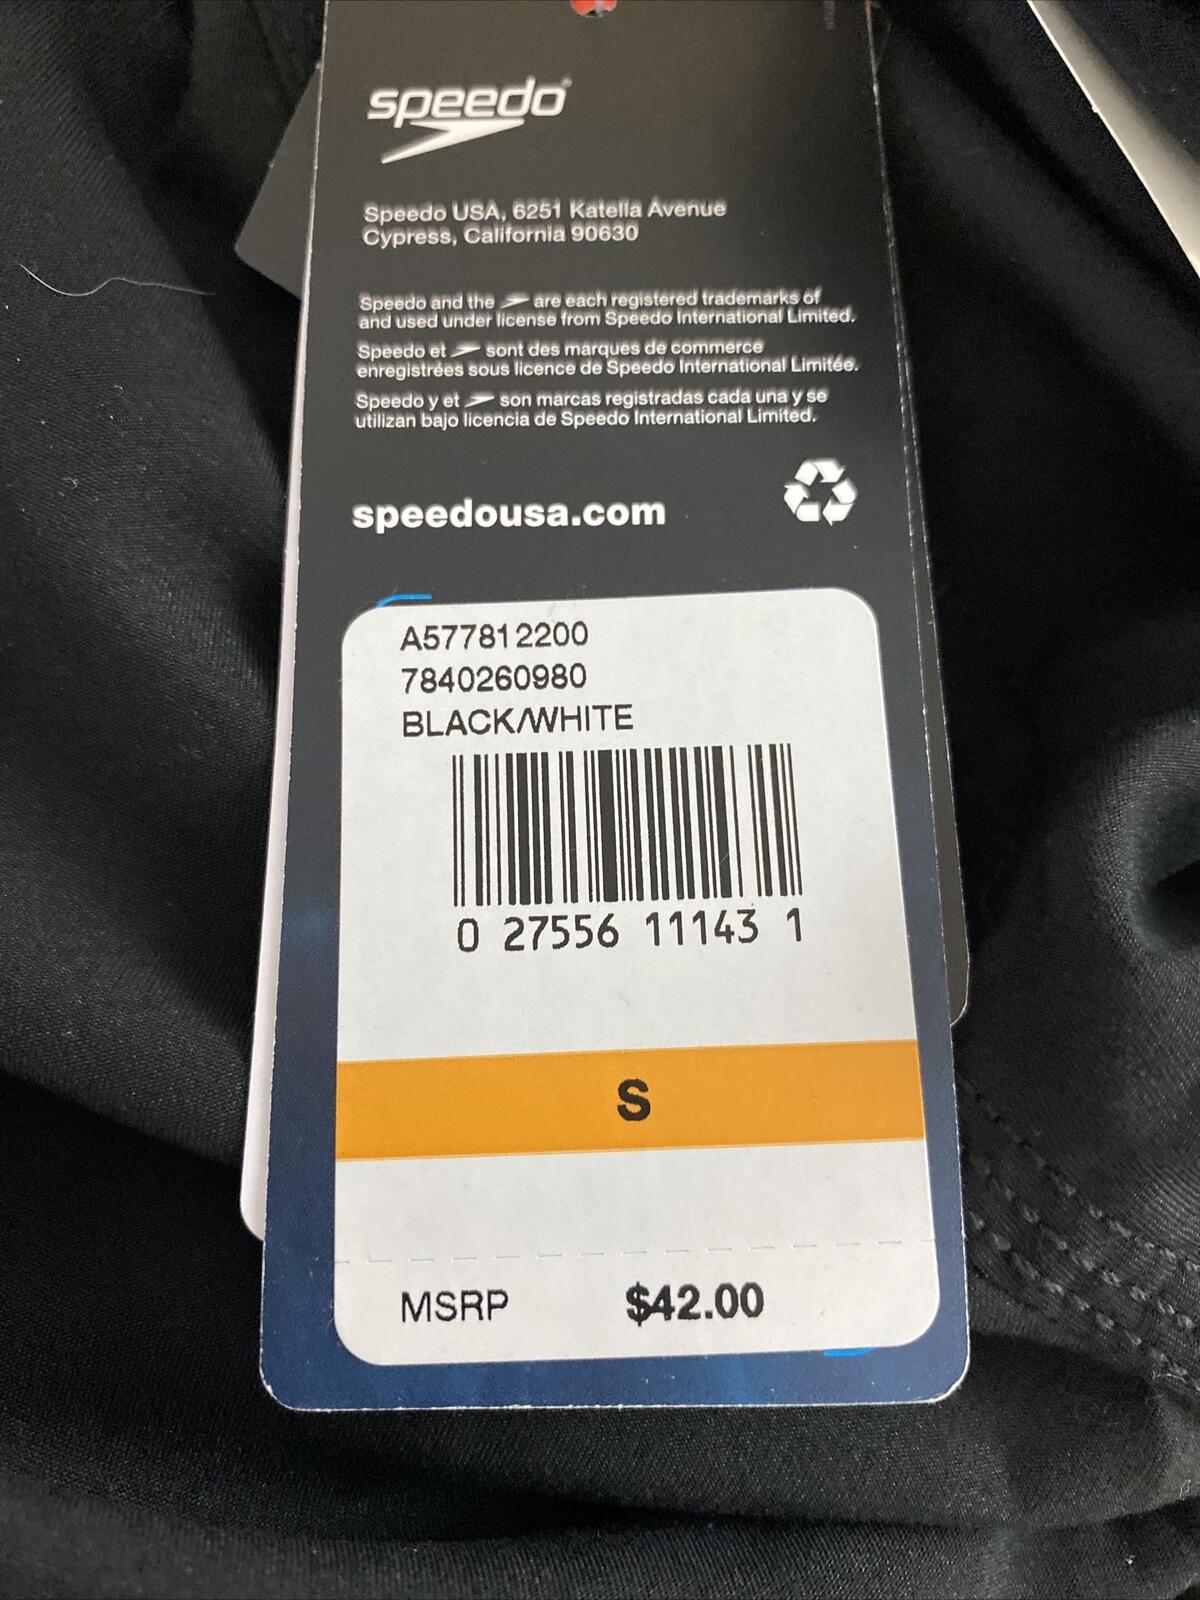 speedo
Speedo USA, 6251 Katella Avenue
Cypress, California 90630
Speedo and the are each registered trademarks of
and used under license from Speedo International Limited.
Speedo et sont des marques de commerce
enregistrées sous licence de Speedo International Limitée.
Speedo y et son marcas registradas cada una y se
utilizan bajo licencia de Speedo International Limited.
speedousa.com
A577812200
7840260980
BLACK/WHITE
0 27556 11143 1
S
MSRP $42.00